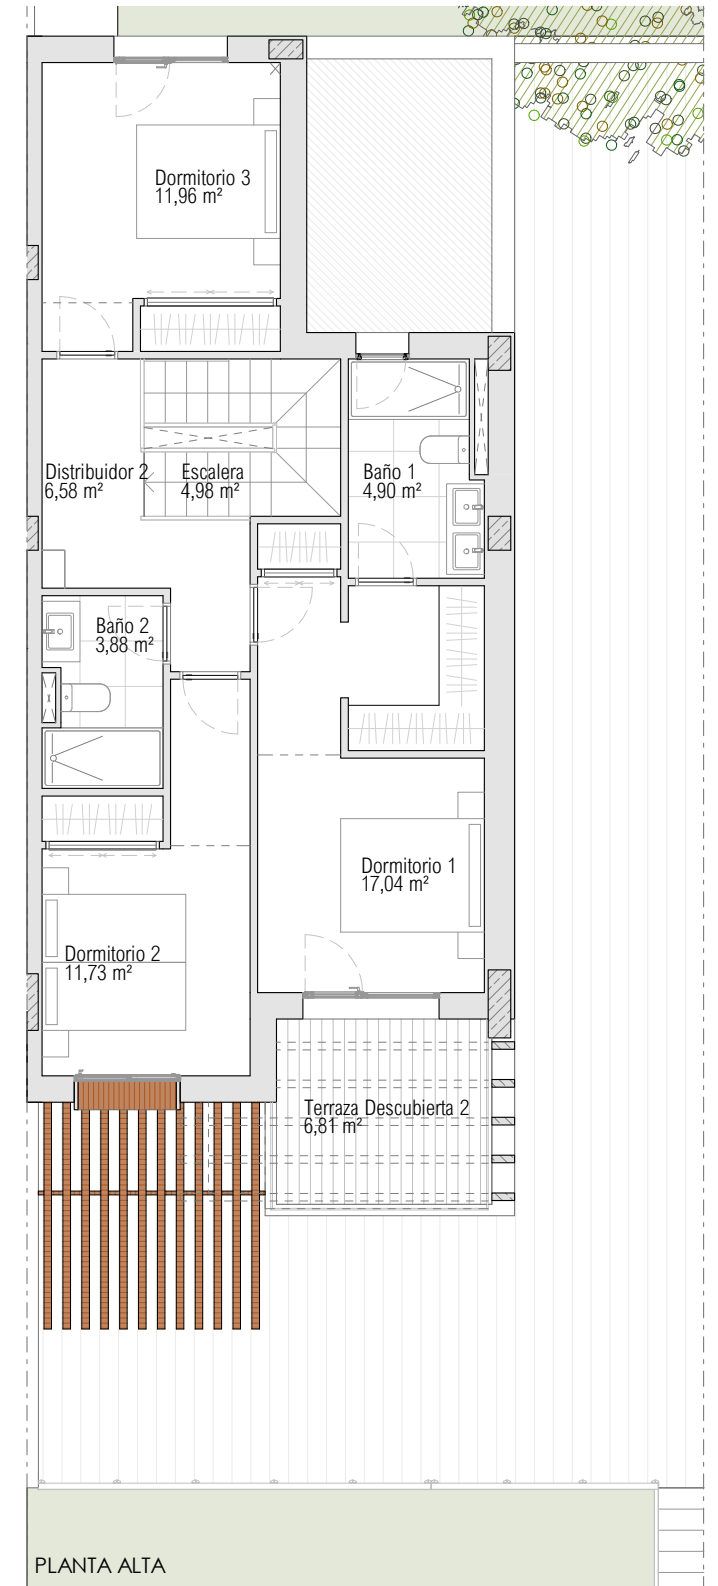 Dormitorio 3
11,96 m²
Distribuidor 2
6,58 m²
Escalera
4,98 m²
Baño 1
4,90 m²
Baño 2
3,88 m²
Dormitorio 1
17,04 m²
Dormitorio 2
11,73 m²
Terraza Descubierta 2
6,81 m²
PLANTA ALTA